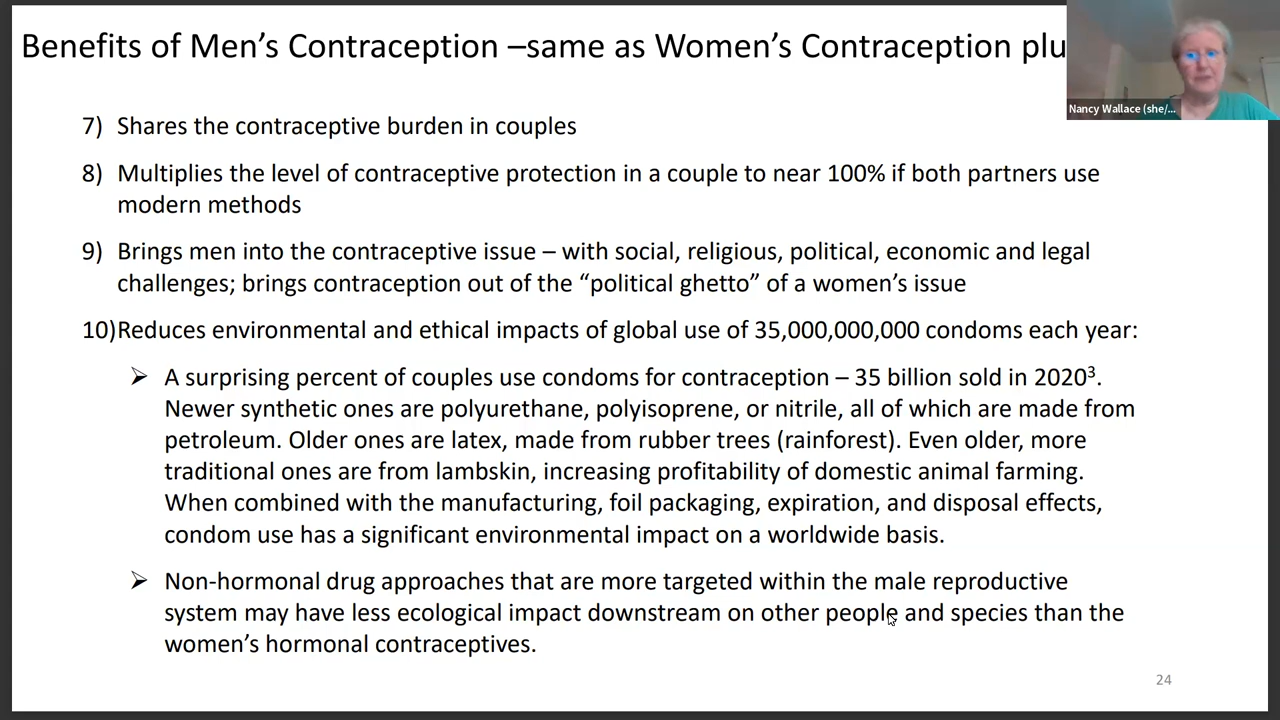 Benefits of Men's Contraception –same as Women's Contraception plu
Nancy Wallace (she/...
7) Shares the contraceptive burden in couples
8) Multiplies the level of contraceptive protection in a couple to near 100% if both partners use
modern methods
9) Brings men into the contraceptive issue – with social, religious, political, economic and legal
challenges; brings contraception out of the “political ghetto” of a women's issue
10)Reduces environmental and ethical impacts of global use of 35,000,000,000 condoms each year:
➢ A surprising percent of couples use condoms for contraception – 35 billion sold in 2020³.
Newer synthetic ones are polyurethane, polyisoprene, or nitrile, all of which are made from
petroleum. Older ones are latex, made from rubber trees (rainforest). Even older, more
traditional ones are from lambskin, increasing profitability of domestic animal farming.
When combined with the manufacturing, foil packaging, expiration, and disposal effects,
condom use has a significant environmental impact on a worldwide basis.
➢ Non-hormonal drug approaches that are more targeted within the male reproductive
system may have less ecological impact downstream on other people and species than the
women's hormonal contraceptives.
24